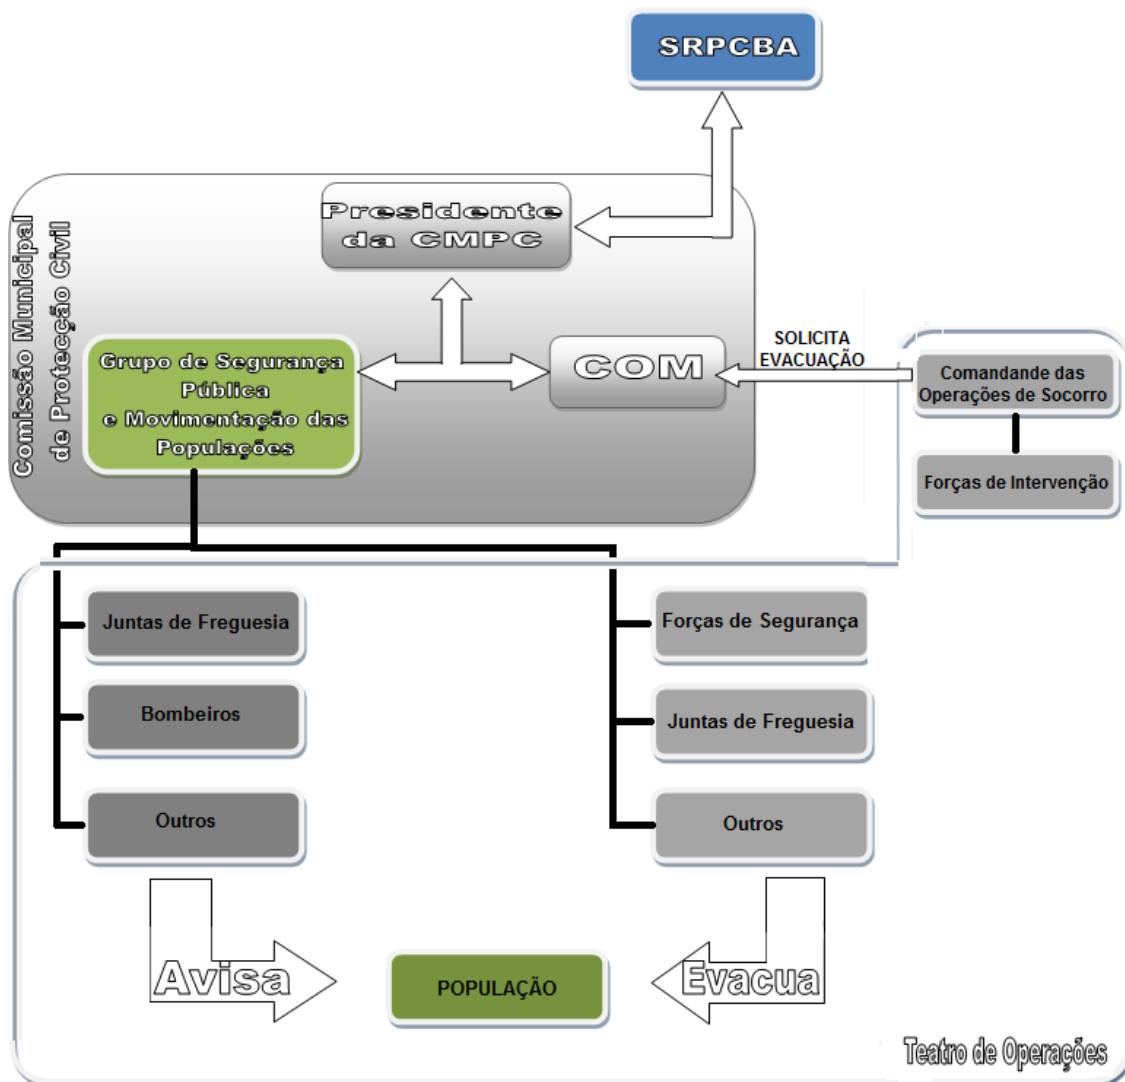 SRPCBA
Comissão Municipal
de Protecção Civil
Presidente
da CMPC
Grupo de Segurança
Pública
e Movimentação das
Populações
COM
SOLICITA
EVACUAÇÃO
Comandande das
Operações de Socorro
Forças de Intervenção
Juntas de Freguesia
Bombeiros
Outros
Forças de Segurança
Juntas de Freguesia
Outros
Avisa
POPULAÇÃO
Evacua
Teatro de Operações